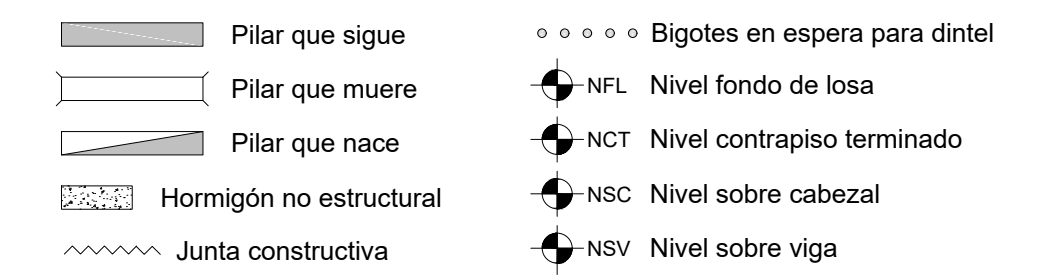 Pilar que sigue
Pilar que muere
Pilar que nace
Hormigón no estructural
Junta constructiva
Bigotes en espera para dintel
NFL Nivel fondo de losa
NCT Nivel contrapiso terminado
NSC Nivel sobre cabezal
NSV Nivel sobre viga